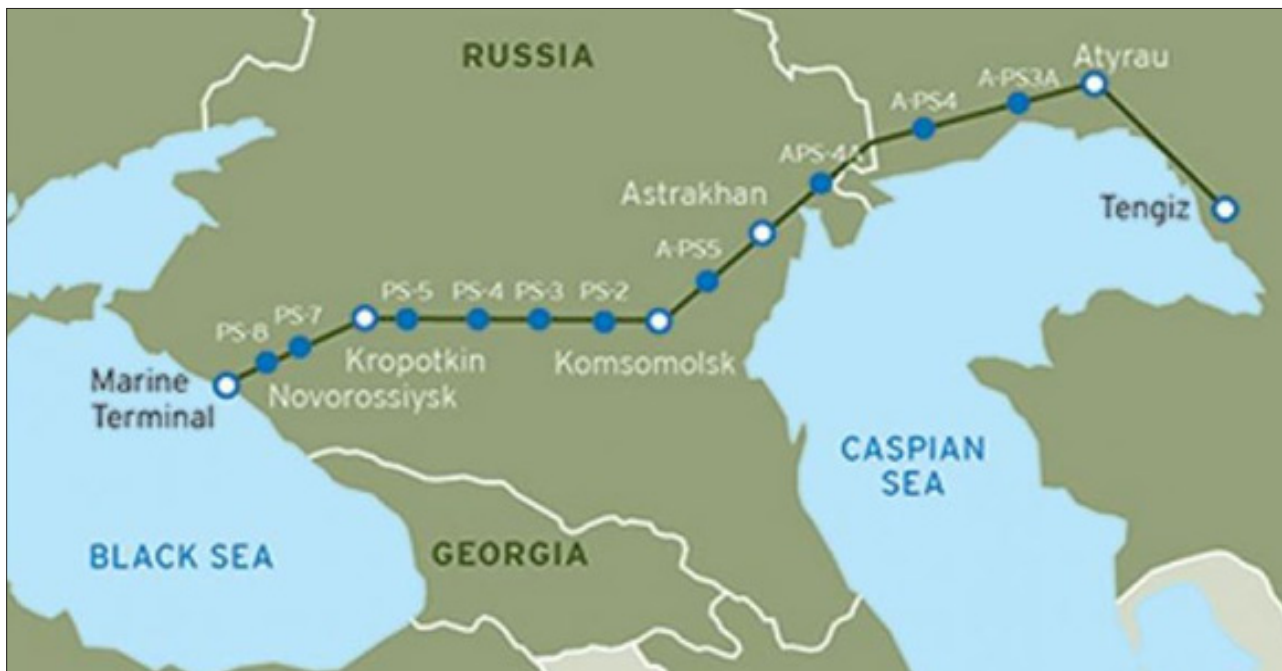 RUSSIA
Atyrau
A-PS3A
A-PS4
APS-4A
Astrakhan
Tengiz
A-PS5
PS-5
PS-4
PS-3
PS-2
PS-7
PS-8
Kropotkin
Komsomolsk
Marine
Terminal
Novorossiysk
CASPIAN
SEA
BLACK SEA
GEORGIA